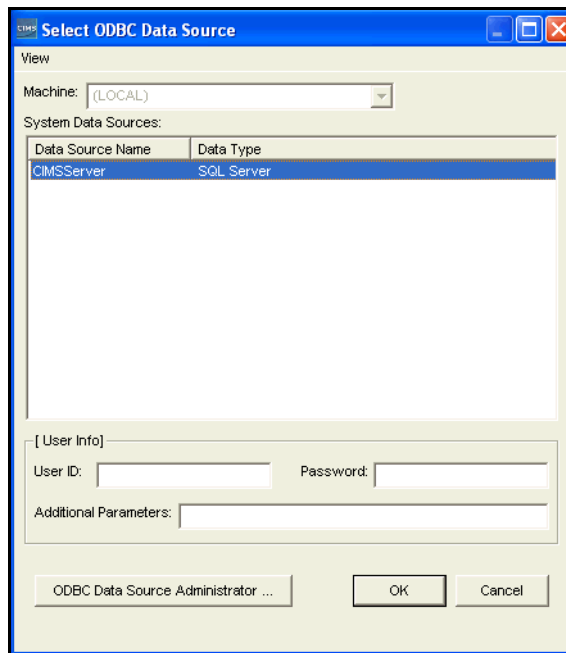 CIMS Select ODBC Data Source
View
Machine: (LOCAL)
System Data Sources:
Data Source Name Data Type
CIMSServer SQL Server
[ User Info]
User ID: Password:
Additional Parameters:
ODBC Data Source Administrator ... OK Cancel